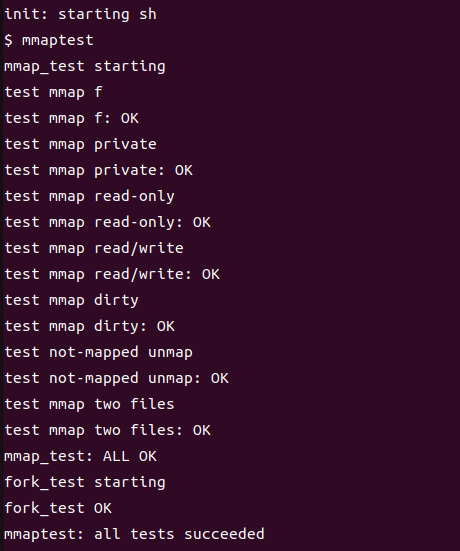 init: starting sh
$ mmaptest
mmap_test starting
test mmap f
test mmap f: OK
test mmap private
test mmap private: OK
test mmap read-only
test mmap read-only: OK
test mmap read/write
test mmap read/write: OK
test mmap dirty
test mmap dirty: OK
test not-mapped unmap
test not-mapped unmap: OK
test mmap two files
test mmap two files: OK
mmap_test: ALL OK
fork_test starting
fork_test OK
mmaptest: all tests succeeded